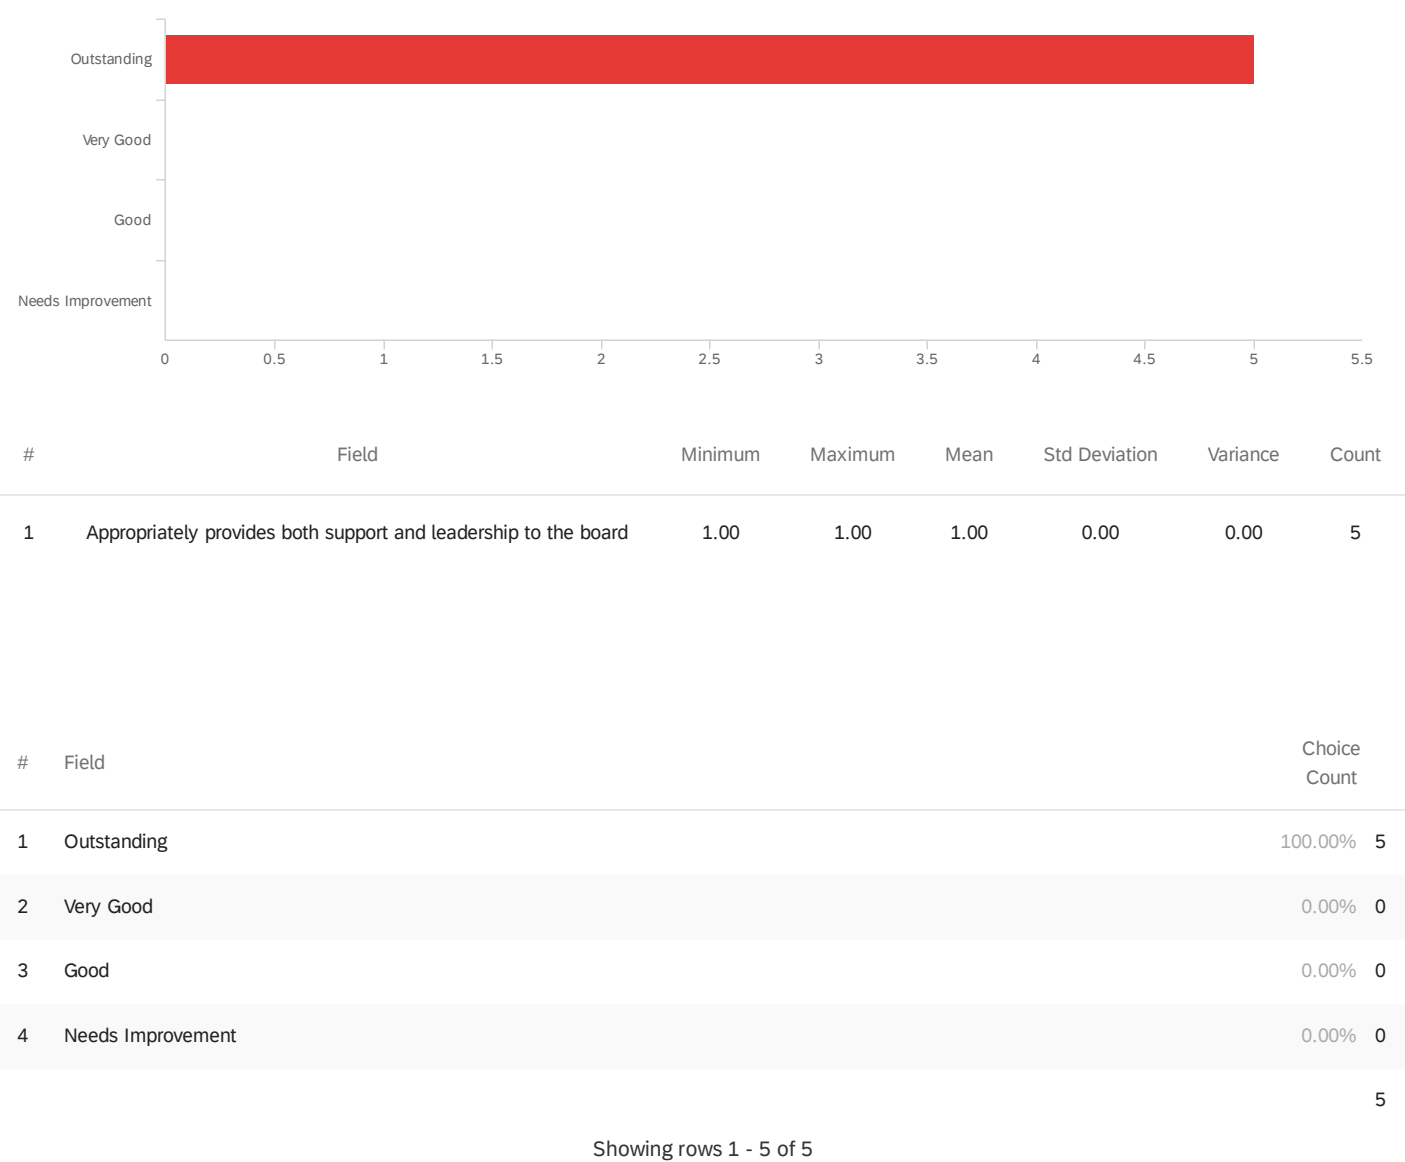 Outstanding
Very Good
Good
Needs Improvement
0 0.5 1 1.5 2 2.5 3 3.5 4 4.5 5 5.5
# Field Minimum Maximum Mean Std Deviation Variance Count
1 Appropriately provides both support and leadership to the board 1.00 1.00 1.00 0.00 0.00 5
# Field Choice
Count
1 Outstanding 100.00% 5
2 Very Good 0.00% 0
3 Good 0.00% 0
4 Needs Improvement 0.00% 0
5
Showing rows 1 - 5 of 5